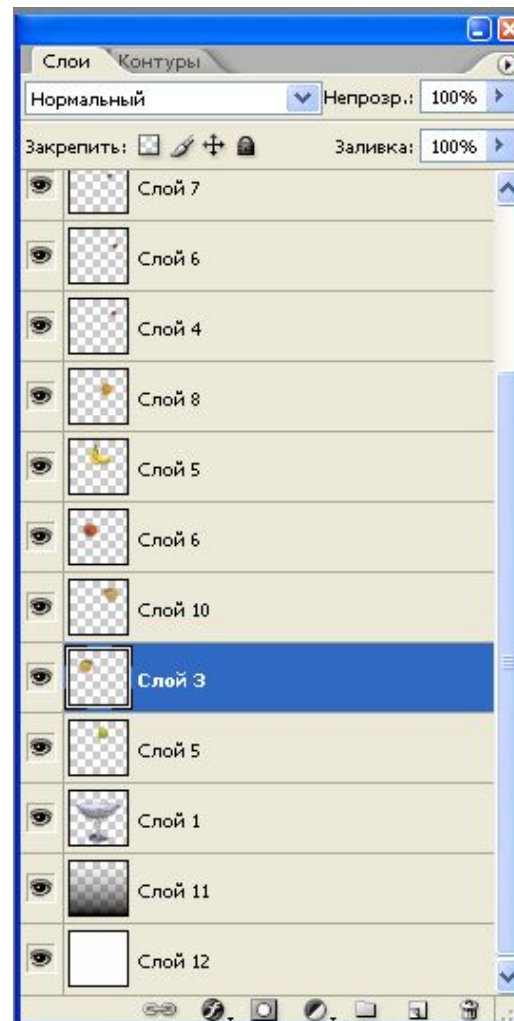 Слои Контуры
Нормальный Непрозр.: 100%
Закрепить: Заливка: 100%
Слой 7
Слой 6
Слой 4
Слой 8
Слой 5
Слой 6
Слой 10
Слой 3
Слой 5
Слой 1
Слой 11
Слой 12